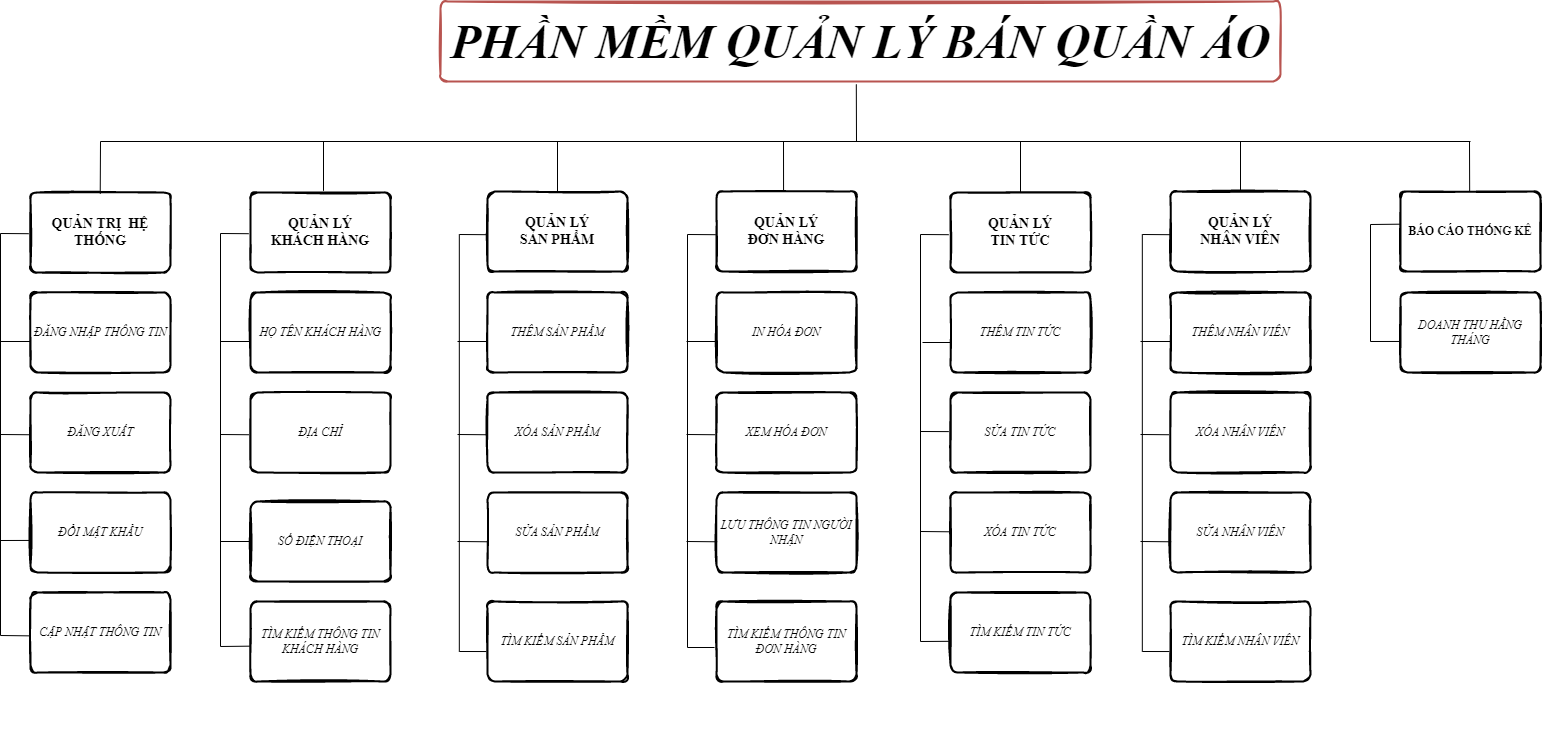 PHẦN MỀM QUẢN LÝ BÁN QUẦN ÁO
QUẢN TRỊ HỆ
THỐNG
ĐĂNG NHẬP THÔNG TIN
ĐĂNG XUẤT
ĐỔI MẬT KHẨU
CẬP NHẬT THÔNG TIN
QUẢN LÝ
KHÁCH HÀNG
HỌ TÊN KHÁCH HÀNG
ĐỊA CHỈ
SỐ ĐIỆN THOẠI
TÌM KIẾM THÔNG TIN
KHÁCH HÀNG
QUẢN LÝ
SẢN PHẨM
THÊM SẢN PHẨM
XÓA SẢN PHẨM
SỬA SẢN PHẨM
TÌM KIẾM SẢN PHẨM
QUẢN LÝ
ĐƠN HÀNG
IN HÓA ĐƠN
XEM HÓA ĐƠN
LƯU THÔNG TIN NGƯỜI
NHẬN
TÌM KIẾM THÔNG TIN
ĐƠN HÀNG
QUẢN LÝ
TIN TỨC
THÊM TIN TỨC
SỬA TIN TỨC
XÓA TIN TỨC
TÌM KIẾM TIN TỨC
QUẢN LÝ
NHÂN VIÊN
THÊM NHÂN VIÊN
XÓA NHÂN VIÊN
SỬA NHÂN VIÊN
TÌM KIẾM NHÂN VIÊN
BÁO CÁO THỐNG KÊ
DOANH THU HẰNG
THÁNG